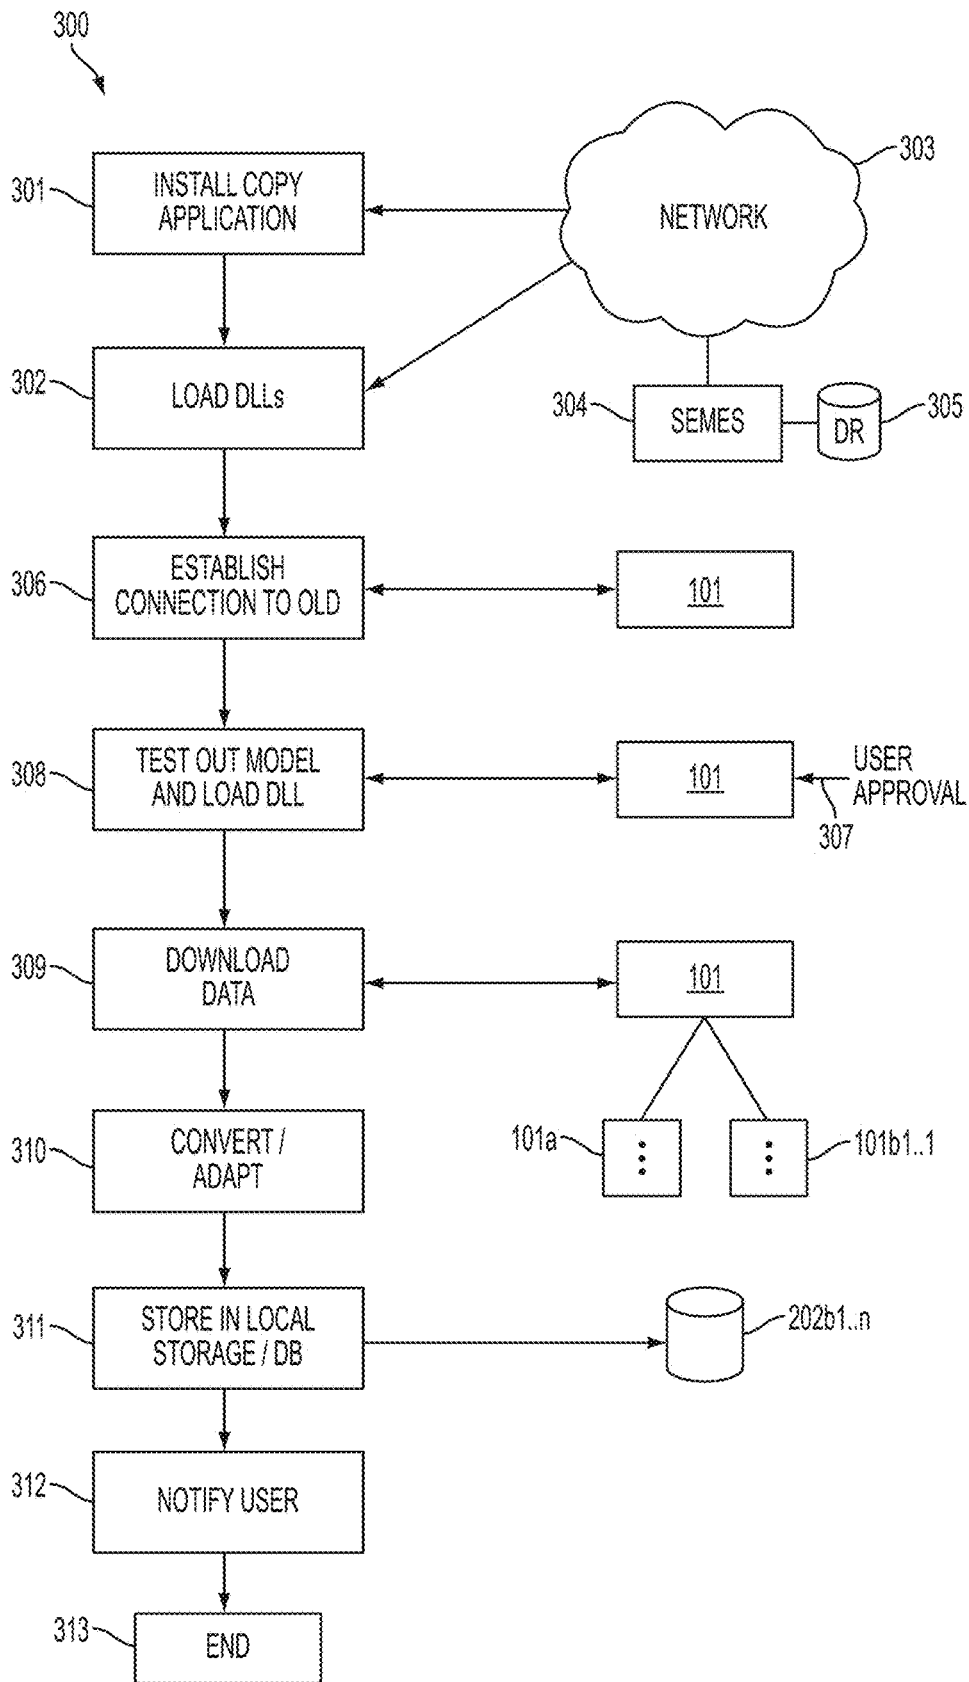 300
301
INSTALL COPY
APPLICATION
NETWORK
303
302
LOAD DLLs
304
SEMES
DR
305
306
ESTABLISH
CONNECTION TO OLD
101
308
TEST OUT MODEL
AND LOAD DLL
101
USER
APPROVAL
307
309
DOWNLOAD
DATA
101
310
CONVERT /
ADAPT
101a
101b1..1
311
STORE IN LOCAL
STORAGE / DB
202b1..n
312
NOTIFY USER
313
END